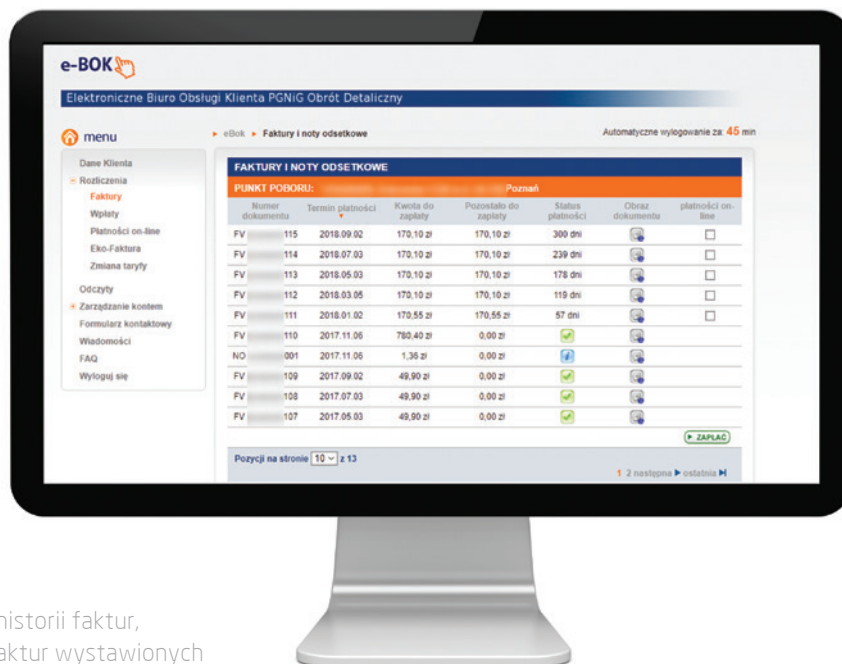 e-BOK
Elektroniczne Biuro Obsługi Klienta PGNiG Obrót Detaliczny
menu
eBok Faktury i noty odsetkowe
Automatyczne wylogowanie za: 45 min
Dane Klienta
Rozliczenia
Faktury
Wpłaty
Płatności on-line
Eko-Faktura
Zmiana taryfy
Odczyty
Zarządzanie kontem
Formularz kontaktowy
Wiadomości
FAQ
Wyloguj się
FAKTURY I NOTY ODSETKOWE
PUNKT POBORU: Poznań
Numer dokumentu Termin płatności Kwota do zapłaty Pozostało do zapłaty Status płatności Obraz dokumentu płatności on-line
FV 115 2018.09.02 170,10 zł 170,10 zł 300 dni
FV 114 2018.07.03 170,10 zł 170,10 zł 239 dni
FV 113 2018.05.03 170,10 zł 170,10 zł 178 dni
FV 112 2018.03.05 170,10 zł 170,10 zł 119 dni
FV 111 2018.01.02 170,55 zł 170,55 zł 57 dni
FV 110 2017.11.06 780,40 zł 0,00 zł
NO 001 2017.11.06 1,36 zł 0,00 zł
FV 109 2017.09.02 49,90 zł 0,00 zł
FV 108 2017.07.03 49,90 zł 0,00 zł
FV 107 2017.05.03 49,90 zł 0,00 zł
ZAPŁAĆ
Pozycji na stronie 10 z 13
1 2 następna ostatnia
historii faktur,
faktur wystawionych